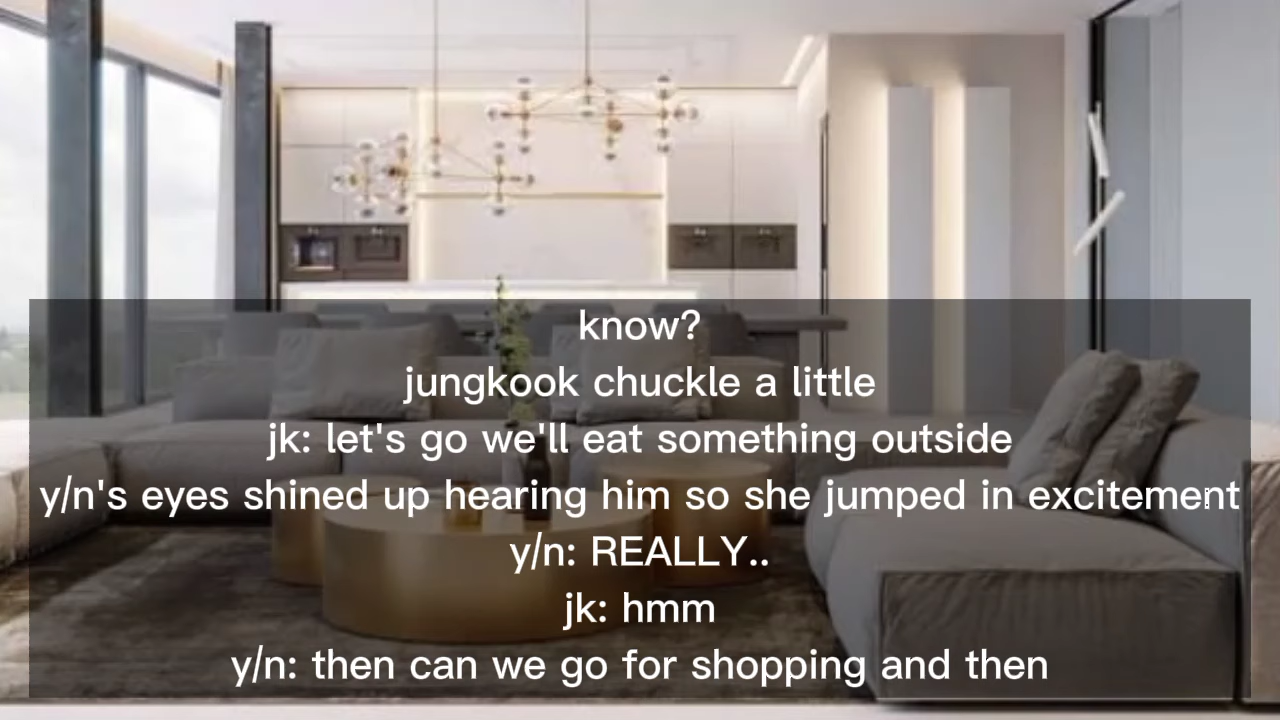 know?
jungkook chuckle a little
jk: let's go we'll eat something outside
y/n's eyes shined up hearing him so she jumped in excitement
y/n: REALLY..
jk: hmm
y/n: then can we go for shopping and then